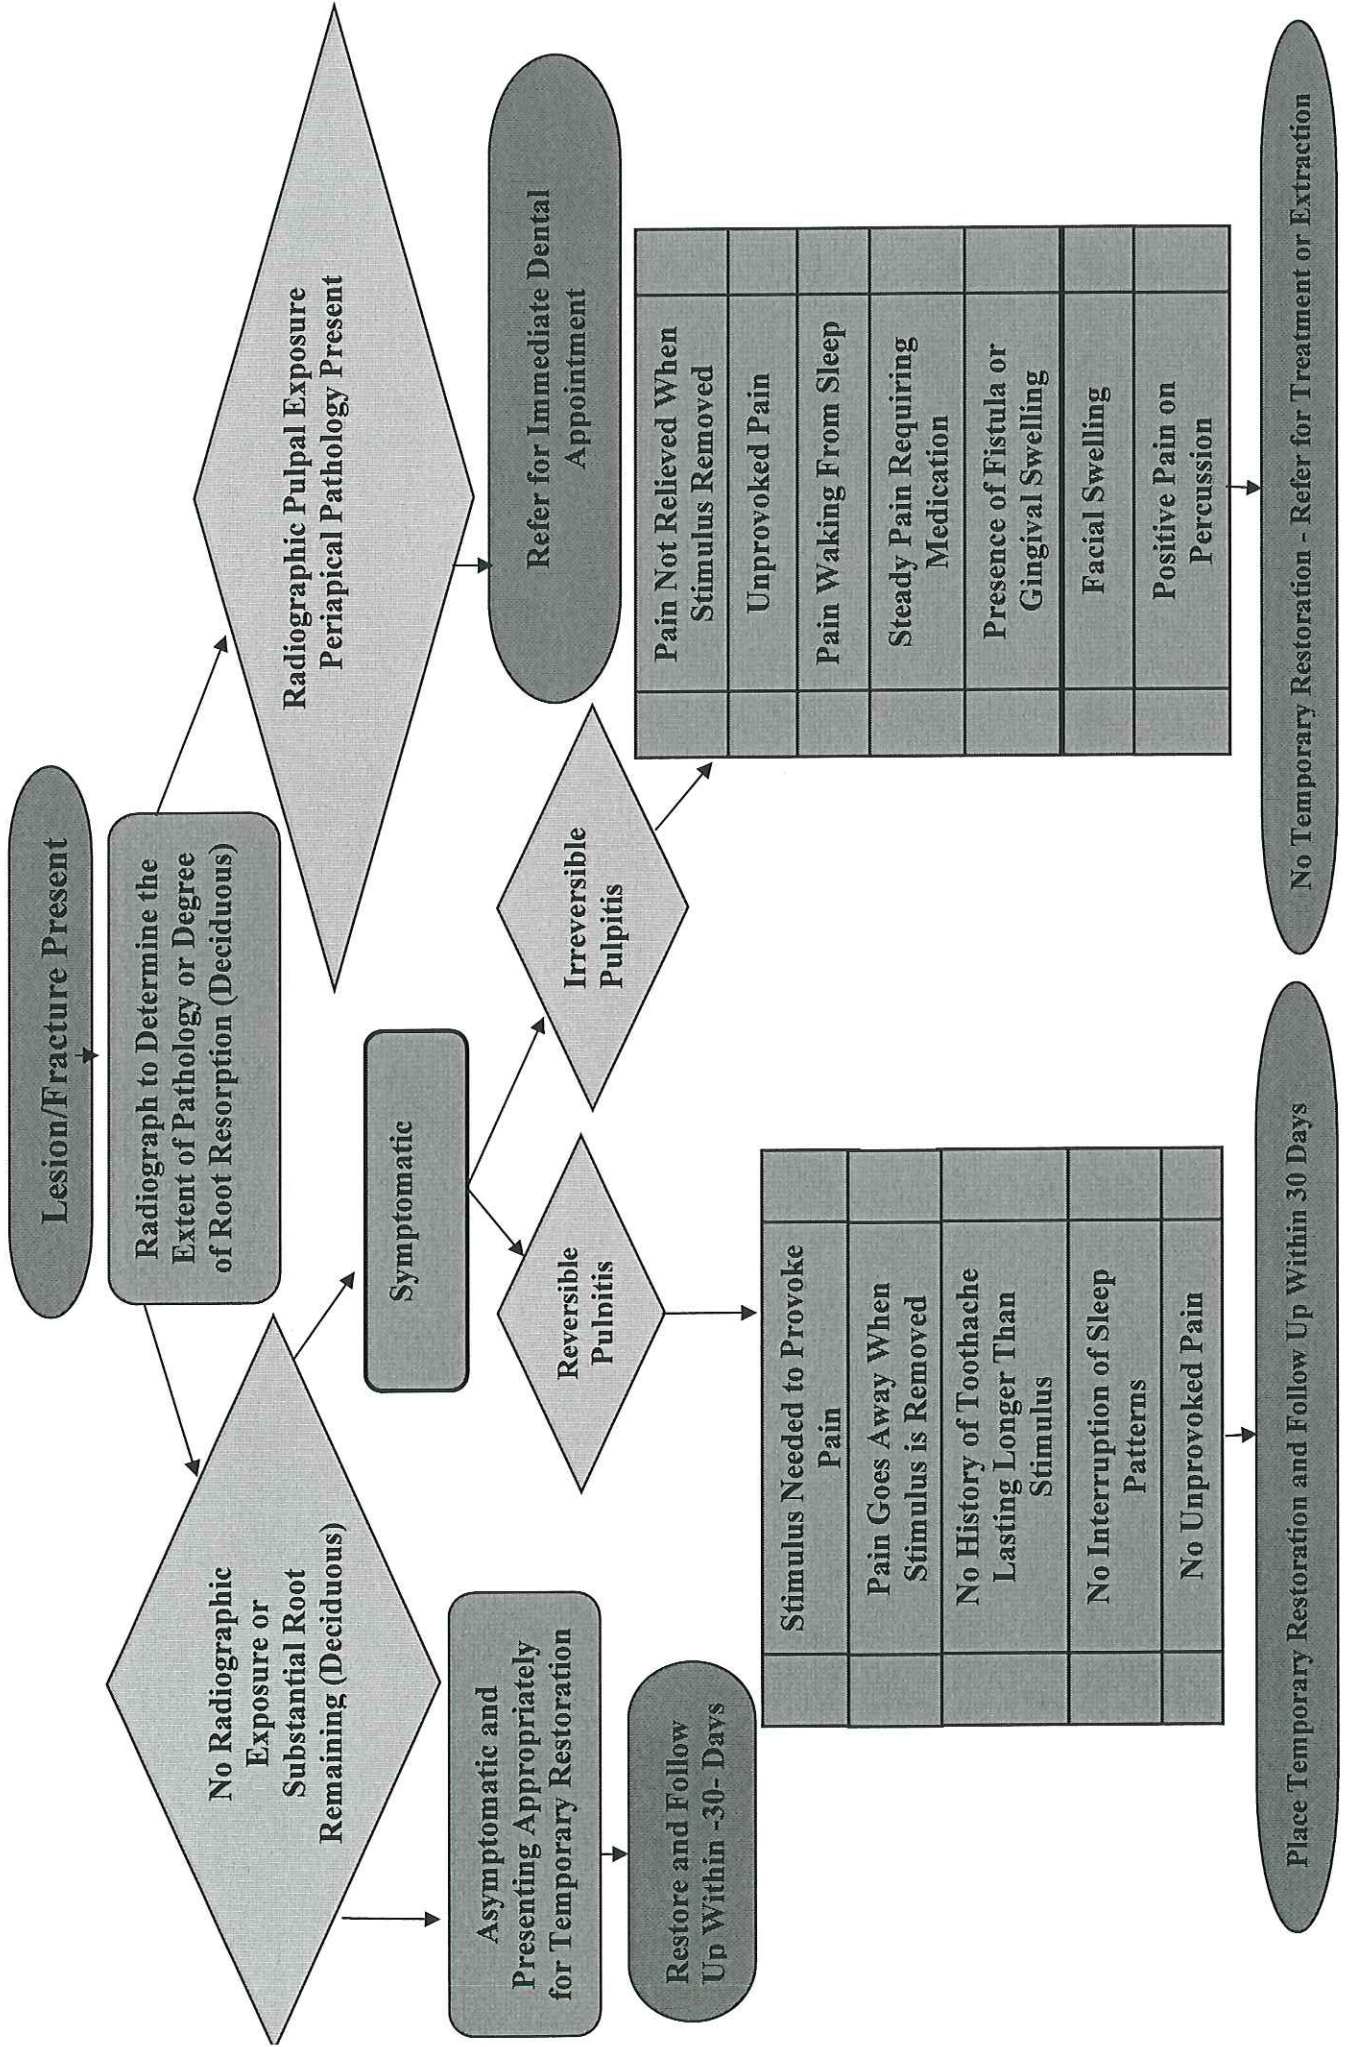 Lesion/Fracture Present
Radiograph to Determine the
Extent of Pathology or Degree
of Root Resorption (Deciduous)
No Radiographic
Exposure or
Substantial Root
Remaining (Deciduous)
Radiographic Pulpal Exposure
Periapical Pathology Present
Symptomatic
Asymptomatic and
Presenting Appropriately
for Temporary Restoration
Refer for Immediate Dental
Appointment
Reversible
Pulnitis
Irreversible
Pulpitis
Restore and Follow
Up Within -30- Days
Stimulus Needed to Provoke
Pain
Pain Goes Away When
Stimulus is Removed
No History of Toothache
Lasting Longer Than
Stimulus
No Interruption of Sleep
Patterns
No Unprovoked Pain
Pain Not Relieved When
Stimulus Removed
Unprovoked Pain
Pain Waking From Sleep
Steady Pain Requiring
Medication
Presence of Fistula or
Gingival Swelling
Facial Swelling
Positive Pain on
Percussion
Place Temporary Restoration and Follow Up Within 30 Days
No Temporary Restoration - Refer for Treatment or Extraction